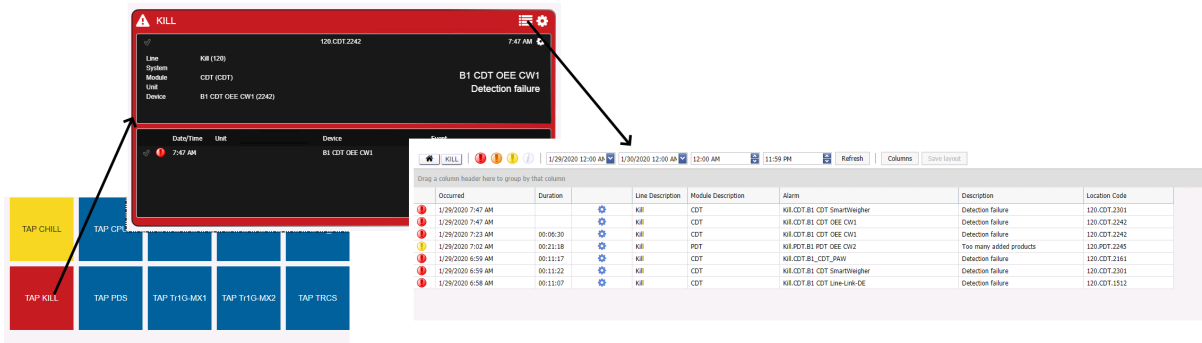 KILL
120.CDT.2242 7:47 AM
Line Kill (120)
System
Module CDT (CDT)
Unit
Device B1 CDT OEE CW1 (2242)
B1 CDT OEE CW1
Detection failure
Date/Time Unit Device Event
7:47 AM B1 CDT OEE CW1
TAP CHILL TAP CPU
TAP KILL TAP PDS TAP Tr1G-MX1 TAP Tr1G-MX2 TAP TRCS
KILL 1/29/2020 12:00 AM 1/30/2020 12:00 AM 12:00 AM 11:59 PM Refresh Columns Save layout
Drag a column header here to group by that column
Occurred Duration Line Description Module Description Alarm Description Location Code
1/29/2020 7:47 AM Kill CDT Kill.CDT.B1 CDT SmartWeigher Detection failure 120.CDT.2301
1/29/2020 7:47 AM Kill CDT Kill.CDT.B1 CDT OEE CW1 Detection failure 120.CDT.2242
1/29/2020 7:23 AM 00:06:30 Kill CDT Kill.CDT.B1 CDT OEE CW1 Detection failure 120.CDT.2242
1/29/2020 7:02 AM 00:21:18 Kill PDT Kill.PDT.B1 PDT OEE CW2 Too many added products 120.PDT.2245
1/29/2020 6:59 AM 00:11:17 Kill CDT Kill.CDT.B1_CDT_PAW Detection failure 120.CDT.2161
1/29/2020 6:59 AM 00:11:22 Kill CDT Kill.CDT.B1 CDT SmartWeigher Detection failure 120.CDT.2301
1/29/2020 6:58 AM 00:11:07 Kill CDT Kill.CDT.B1 CDT Line-Link-DE Detection failure 120.CDT.1512